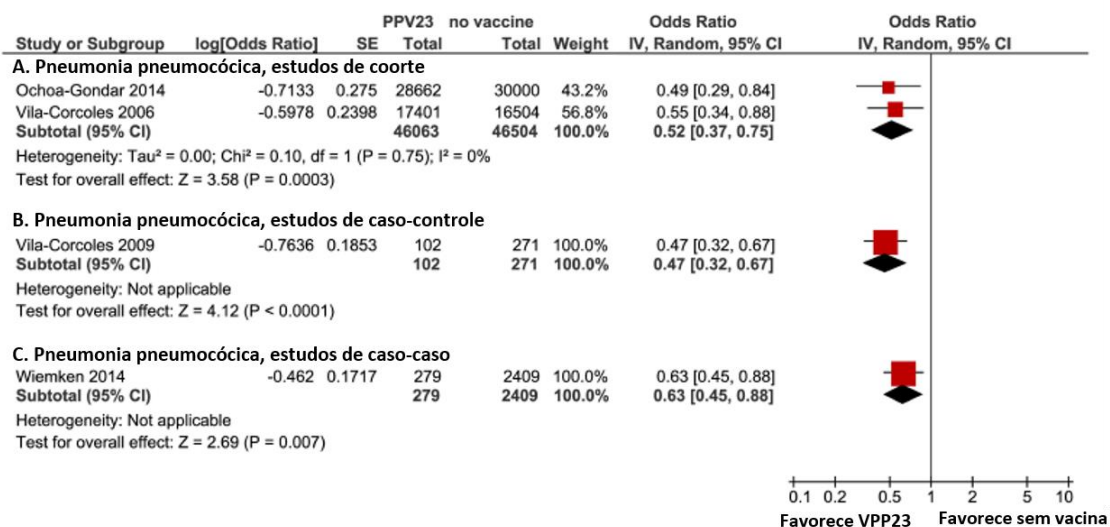 PPV23 no vaccine Odds Ratio Odds Ratio
Study or Subgroup log[Odds Ratio] SE Total Total Weight IV, Random, 95% CI IV, Random, 95% CI
A. Pneumonia pneumocócica, estudos de coorte
Ochoa-Gondar 2014 -0.7133 0.275 28662 30000 43.2% 0.49 [0.29, 0.84]
Vila-Corcoles 2006 -0.5978 0.2398 17401 16504 56.8% 0.55 [0.34, 0.88]
Subtotal (95% CI) 46063 46504 100.0% 0.52 [0.37, 0.75]
Heterogeneity: Tau² = 0.00; Chi² = 0.10, df = 1 (P = 0.75); I² = 0%
Test for overall effect: Z = 3.58 (P = 0.0003)
B. Pneumonia pneumocócica, estudos de caso-controle
Vila-Corcoles 2009 -0.7636 0.1853 102 271 100.0% 0.47 [0.32, 0.67]
Subtotal (95% CI) 102 271 100.0% 0.47 [0.32, 0.67]
Heterogeneity: Not applicable
Test for overall effect: Z = 4.12 (P < 0.0001)
C. Pneumonia pneumocócica, estudos de caso-caso
Wiemken 2014 -0.462 0.1717 279 2409 100.0% 0.63 [0.45, 0.88]
Subtotal (95% CI) 279 2409 100.0% 0.63 [0.45, 0.88]
Heterogeneity: Not applicable
Test for overall effect: Z = 2.69 (P = 0.007)
0.1 0.2 0.5 1 2 5 10
Favorece VPP23 Favorece sem vacina